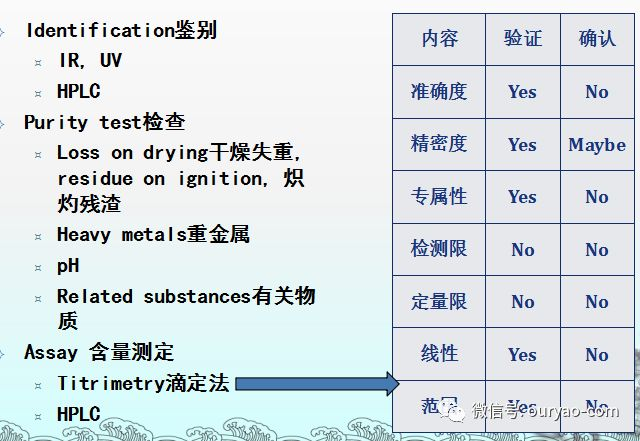 Identification鉴别
IR, UV
HPLC
Purity test检查
Loss on drying干燥失重,
residue on ignition, 炽
灼残渣
Heavy metals重金属
pH
Related substances有关物
质
Assay 含量测定
Titrimetry滴定法
HPLC
内容 验证 确认
准确度 Yes No
精密度 Yes Maybe
专属性 Yes No
检测限 No No
定量限 No No
线性 Yes No
范围 Yes No
微信号: ouryao-com